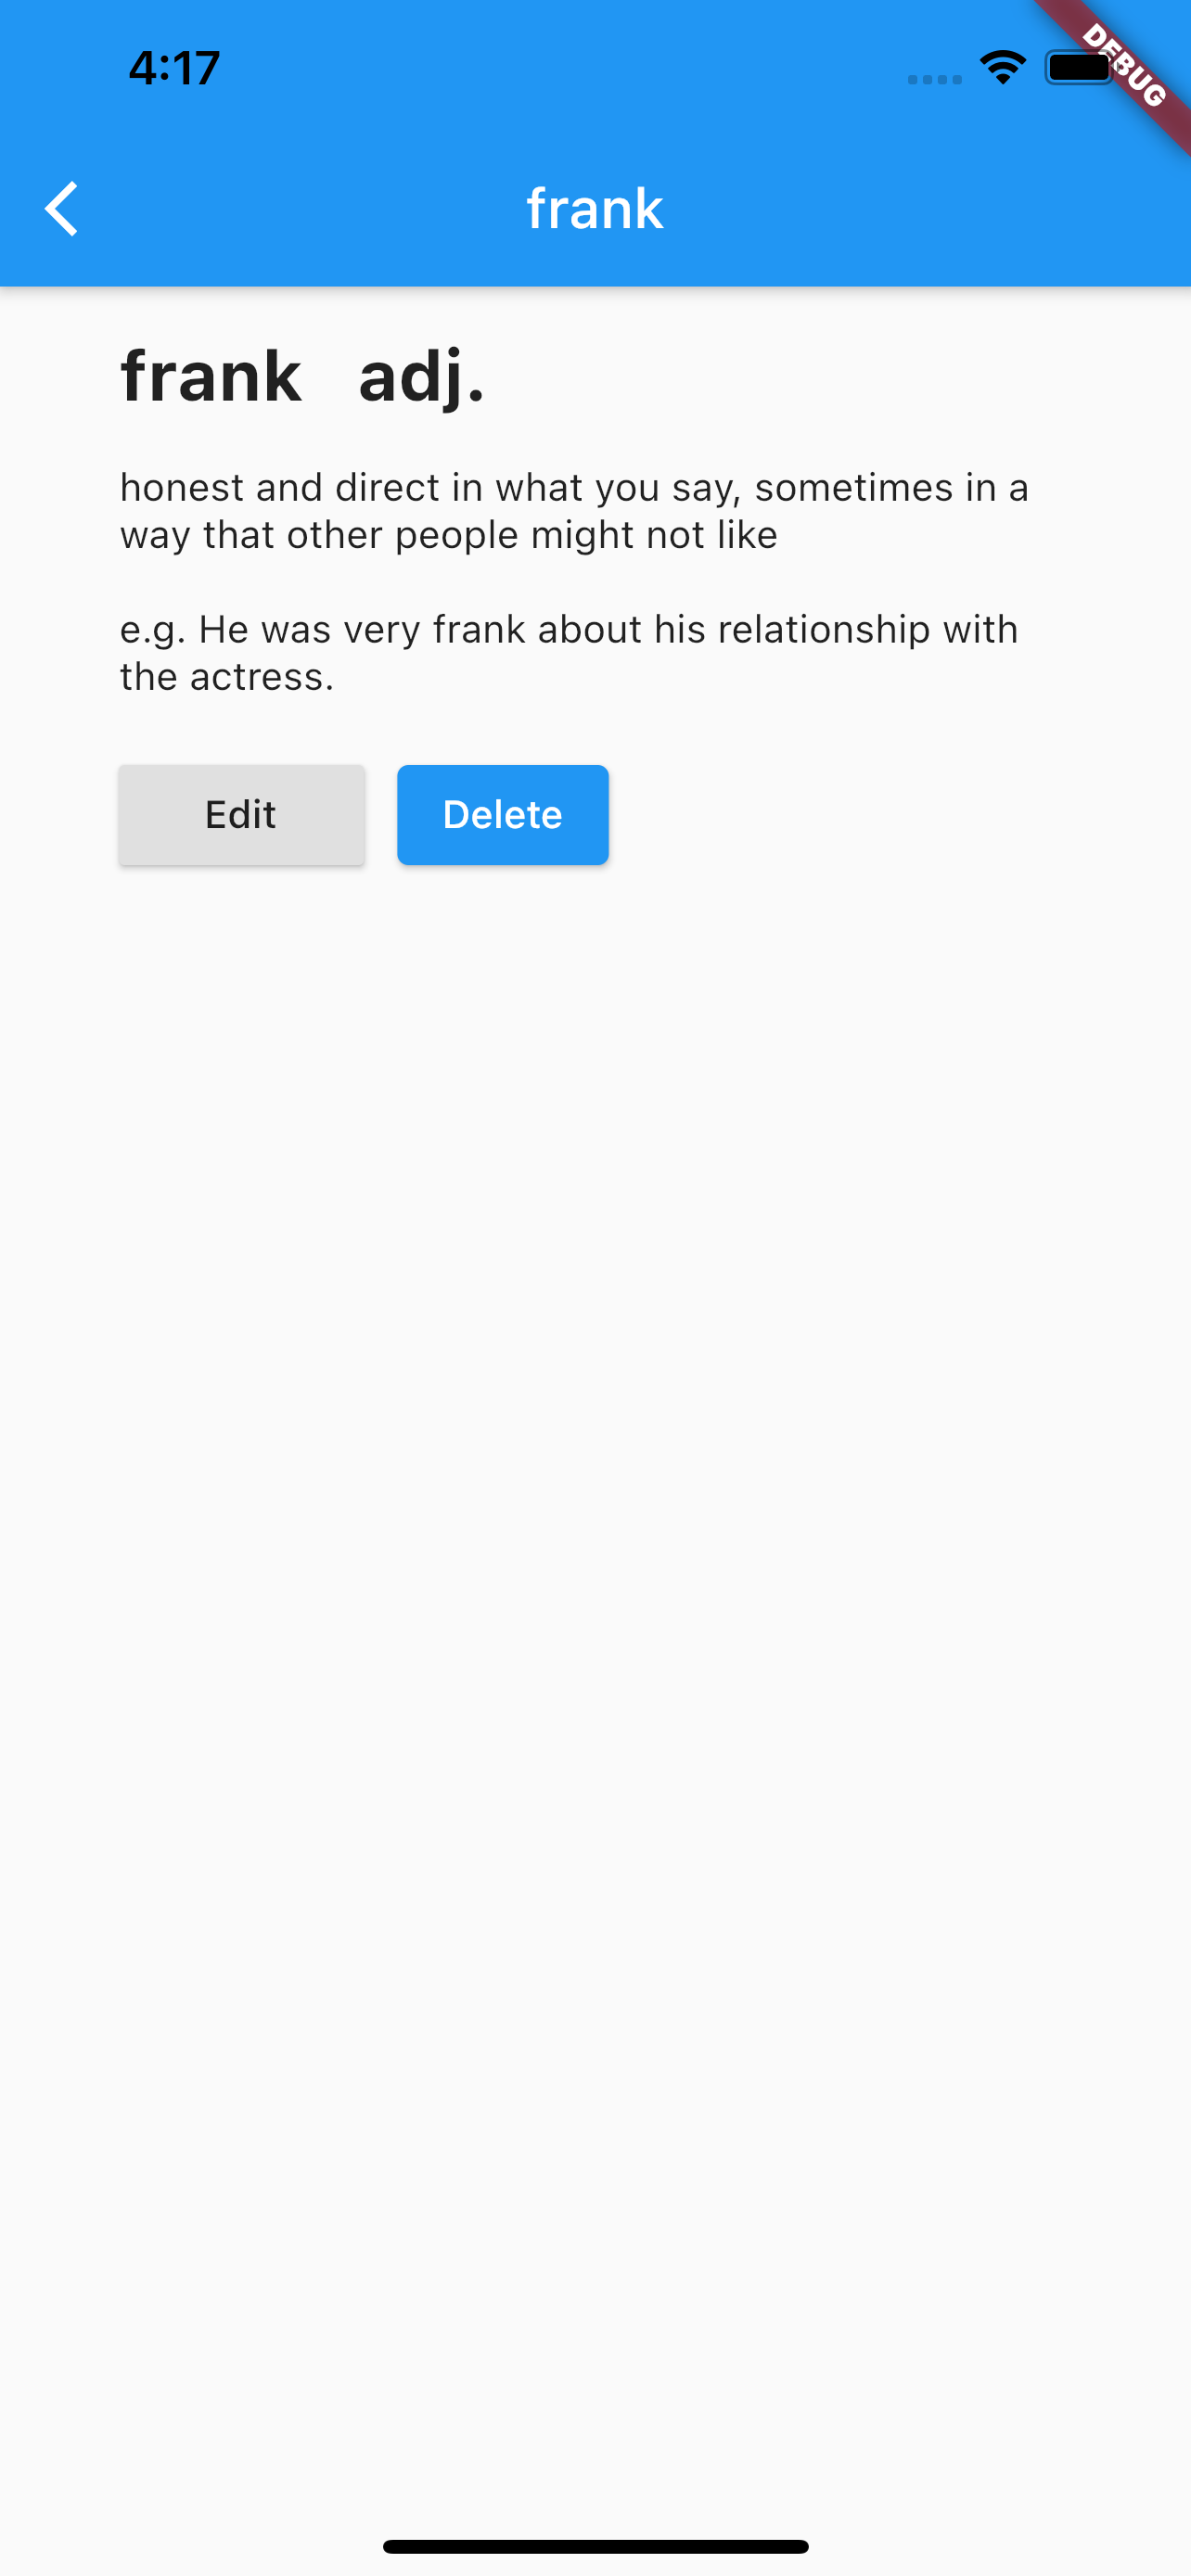 4:17
DEBUG
frank
frank adj.
honest and direct in what you say, sometimes in a
way that other people might not like
e.g. He was very frank about his relationship with
the actress.
Edit
Delete